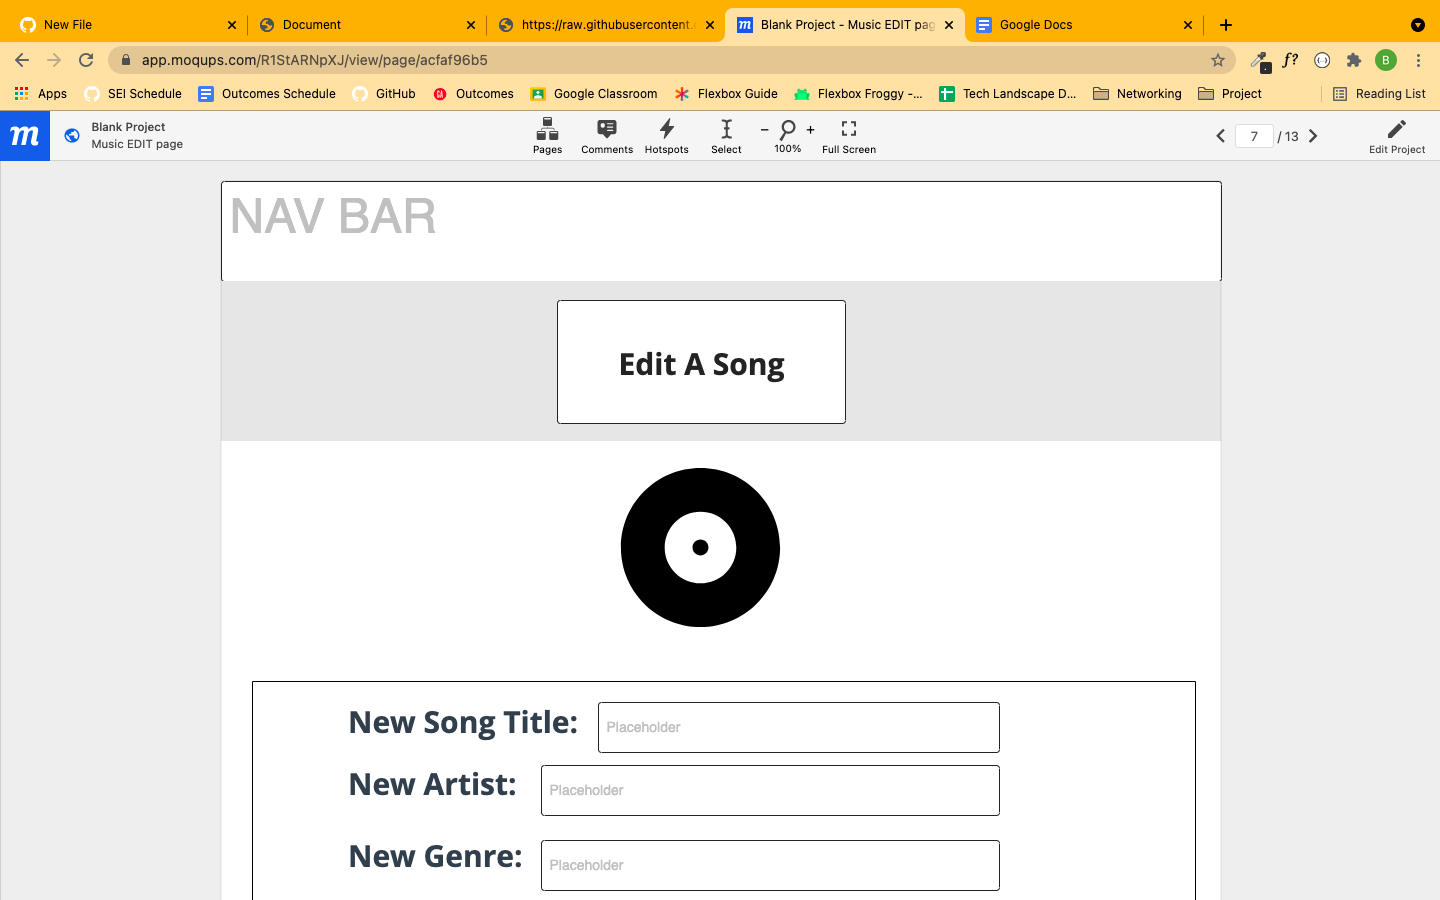 New File
Document
https://raw.githubusercontent.
Blank Project - Music EDIT pag
Google Docs
app.moqups.com/R1StARNpXJ/view/page/acfaf96b5
f?
B
Apps
SEI Schedule
Outcomes Schedule
GitHub
GA
Outcomes
Google Classroom
Flexbox Guide
Flexbox Froggy -...
Tech Landscape D...
Networking
Project
Reading List
m
Blank Project
Music EDIT page
Pages
Comments
Hotspots
Select
100%
Full Screen
7 / 13
Edit Project
NAV BAR
Edit A Song
New Song Title: Placeholder
New Artist: Placeholder
New Genre: Placeholder